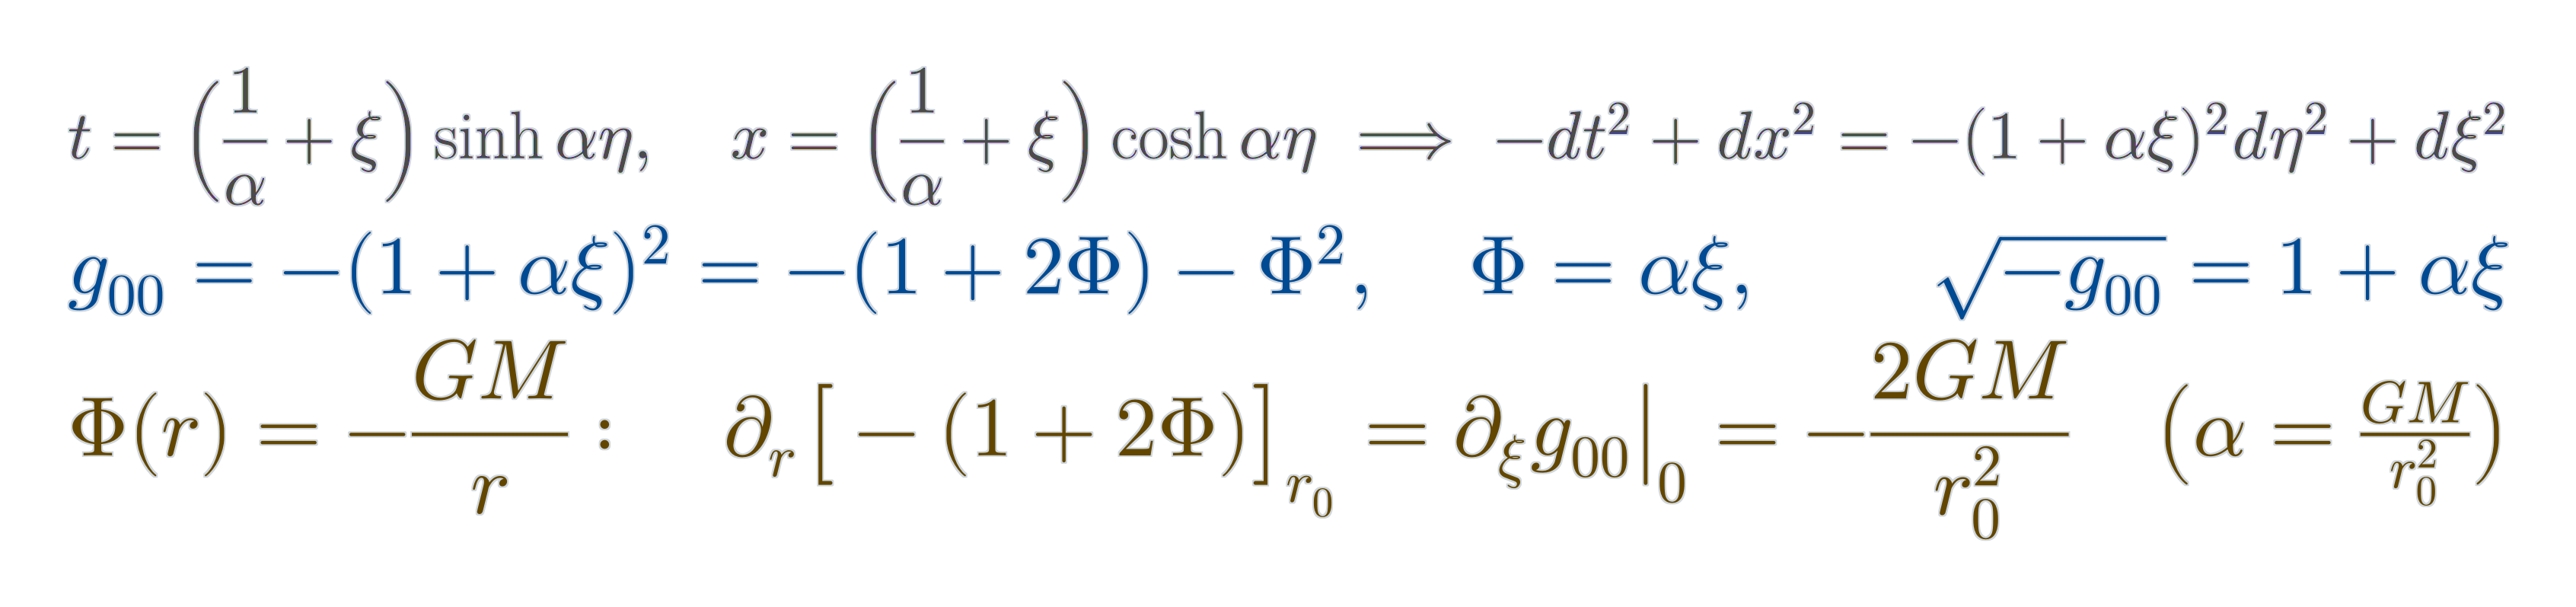 t = (1/α + ξ) sinh αη,  x = (1/α + ξ) cosh αη ⟹ −dt² + dx² = −(1 + αξ)²dη² + dξ²
g₀₀ = −(1 + αξ)² = −(1 + 2Φ) − Φ²,  Φ = αξ,  √(−g₀₀) = 1 + αξ
Φ(r) = −GM/r :  ∂_r[ − (1 + 2Φ)]_{r₀} = ∂_ξ g₀₀|₀ = −2GM/r₀²  (α = GM/r₀²)